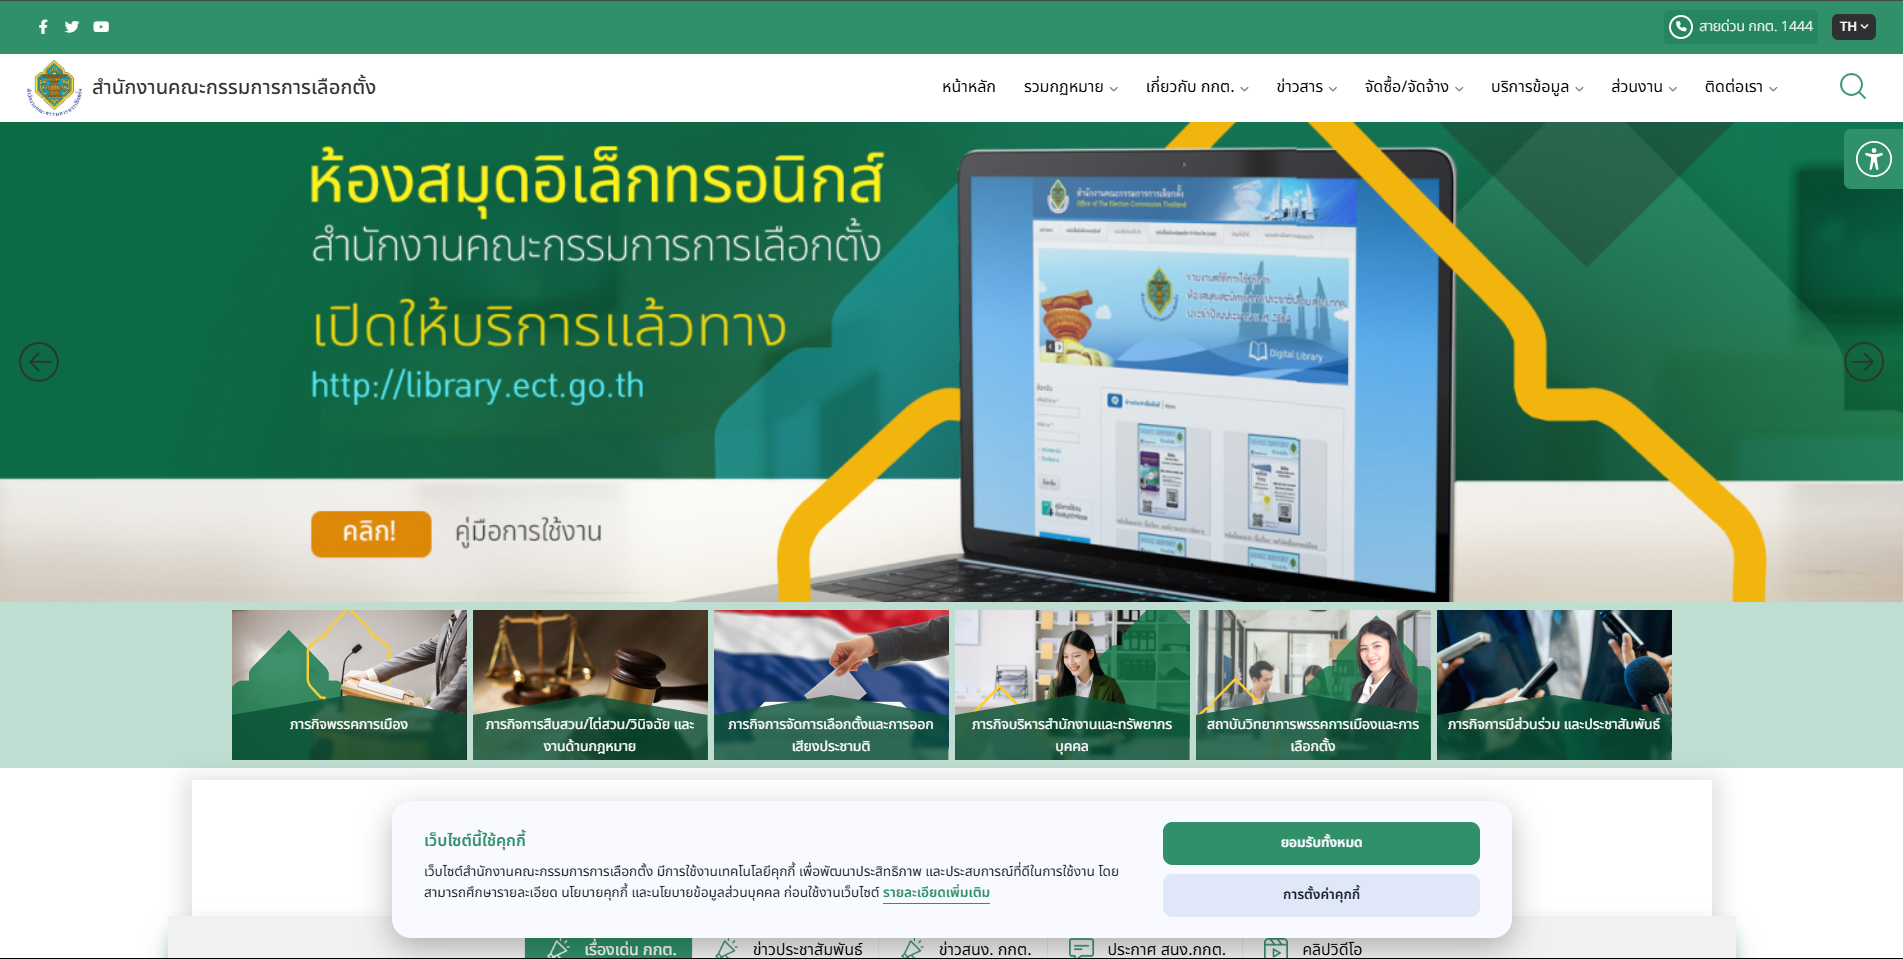 สายด่วน กกต. 1444
TH
สำนักงานคณะกรรมการการเลือกตั้ง
หน้าหลัก
รวมกฎหมาย
เกี่ยวกับ กกต.
ข่าวสาร
จัดซื้อ/จัดจ้าง
บริการข้อมูล
ส่วนงาน
ติดต่อเรา
ห้องสมุดอิเล็กทรอนิกส์
สำนักงานคณะกรรมการการเลือกตั้ง
เปิดให้บริการแล้วทาง
http://library.ect.go.th
คลิก!
คู่มือการใช้งาน
สำนักงานคณะกรรมการการเลือกตั้ง
Office of The Election Commission Thailand
Digital Library
ภารกิจพรรคการเมือง
ภารกิจการสืบสวน/ไต่สวน/วินิจฉัย และ
งานด้านกฎหมาย
ภารกิจการจัดการเลือกตั้งและการออก
เสียงประชามติ
ภารกิจบริหารสำนักงานและทรัพยากร
บุคคล
สถาบันวิทยาการพรรคการเมืองและการ
เลือกตั้ง
ภารกิจการมีส่วนร่วม และประชาสัมพันธ์
เว็บไซต์นี้ใช้คุกกี้
เว็บไซต์สำนักงานคณะกรรมการการเลือกตั้ง มีการใช้งานเทคโนโลยีคุกกี้ เพื่อพัฒนาประสิทธิภาพ และประสบการณ์ที่ดีในการใช้งาน โดย
สามารถศึกษารายละเอียด นโยบายคุกกี้ และนโยบายข้อมูลส่วนบุคคล ก่อนใช้งานเว็บไซต์ รายละเอียดเพิ่มเติม
ยอมรับทั้งหมด
การตั้งค่าคุกกี้
เรื่องเด่น กกต.
ข่าวประชาสัมพันธ์
ข่าวสนง. กกต.
ประกาศ สนง.กกต.
คลิปวิดีโอ